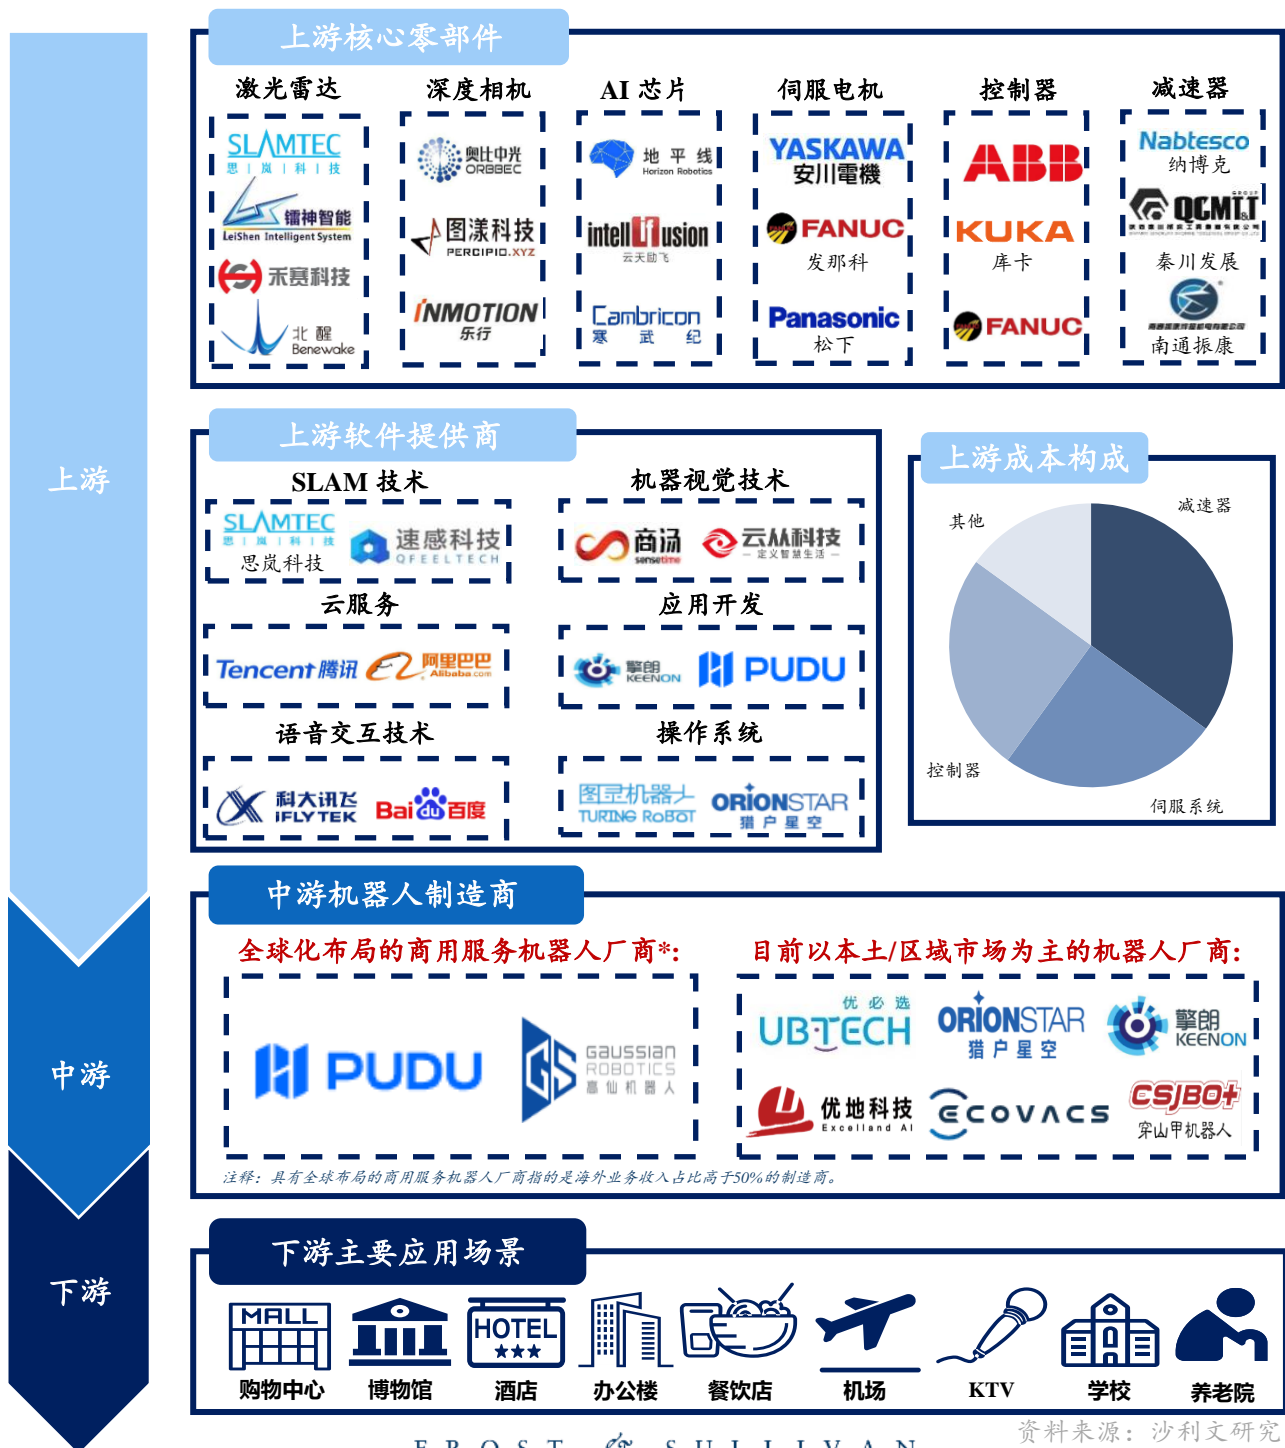 上游核心零部件
激光雷达 深度相机 AI 芯片 伺服电机 控制器 减速器
SLAMTEC
思|岚|科|技
镭神智能
LeiShen Intelligent System
禾赛科技
北醒
Benewake
奥比中光
ORBBEC
图漾科技
PERCIPIO.XYZ
INMOTION
乐行
地平线
Horizon Robotics
intellifusion
云天励飞
Cambricon
寒武纪
YASKAWA
安川電機
FANUC
发那科
Panasonic
松下
ABB
KUKA
库卡
FANUC
Nabtesco
纳博克
GROUP
QCMT&T
秦川发展
南通振康
上游
上游软件提供商
SLAM 技术
SLAMTEC
思|岚|科|技
思岚科技
速感科技
QFEELTECH
机器视觉技术
商汤
sensetime
云从科技
定义智慧生活
云服务
Tencent 腾讯
阿里巴巴
Alibaba.com
应用开发
擎朗
KEENON
PUDU
语音交互技术
科大讯飞
iFLYTEK
Bai du 百度
操作系统
图灵机器人
TURING ROBOT
ORIONSTAR
猎户星空
上游成本构成
减速器
其他
控制器
伺服系统
中游
中游机器人制造商
全球化布局的商用服务机器人厂商*:
PUDU
GS
GAUSSIAN
ROBOTICS
高仙机器人
目前以本土/区域市场为主的机器人厂商:
优必选
UBTECH
ORIONSTAR
猎户星空
擎朗
KEENON
优地科技
Excelland AI
ECOVACS
CSJBOT
穿山甲机器人
注释：具有全球布局的商用服务机器人厂商指的是海外业务收入占比高于50%的制造商。
下游
下游主要应用场景
MALL
HOTEL
购物中心 博物馆 酒店 办公楼 餐饮店 机场 KTV 学校 养老院
资料来源：沙利文研究
FROST & SULLIVAN